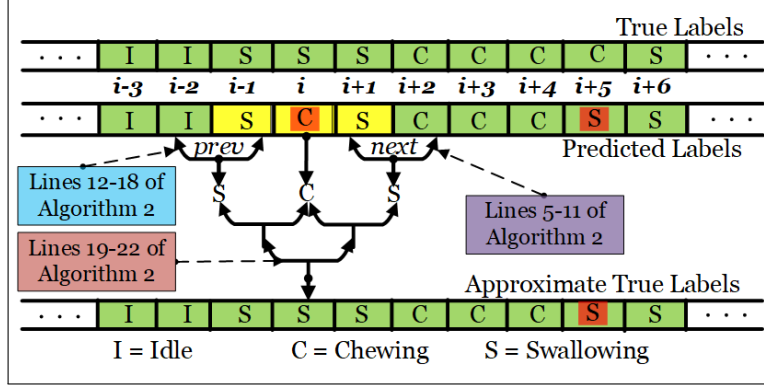 True Labels
. . . I I S S S C C C S . . .
i-3 i-2 i-1 i i+1 i+2 i+3 i+4 i+5 i+6
. . . I I S C S C C C S S . . .
prev next Predicted Labels
Lines 12-18 of
Algorithm 2
S C S
Lines 5-11 of
Algorithm 2
Lines 19-22 of
Algorithm 2
Approximate True Labels
. . . I I S S S C C C S S . . .
I = Idle C = Chewing S = Swallowing